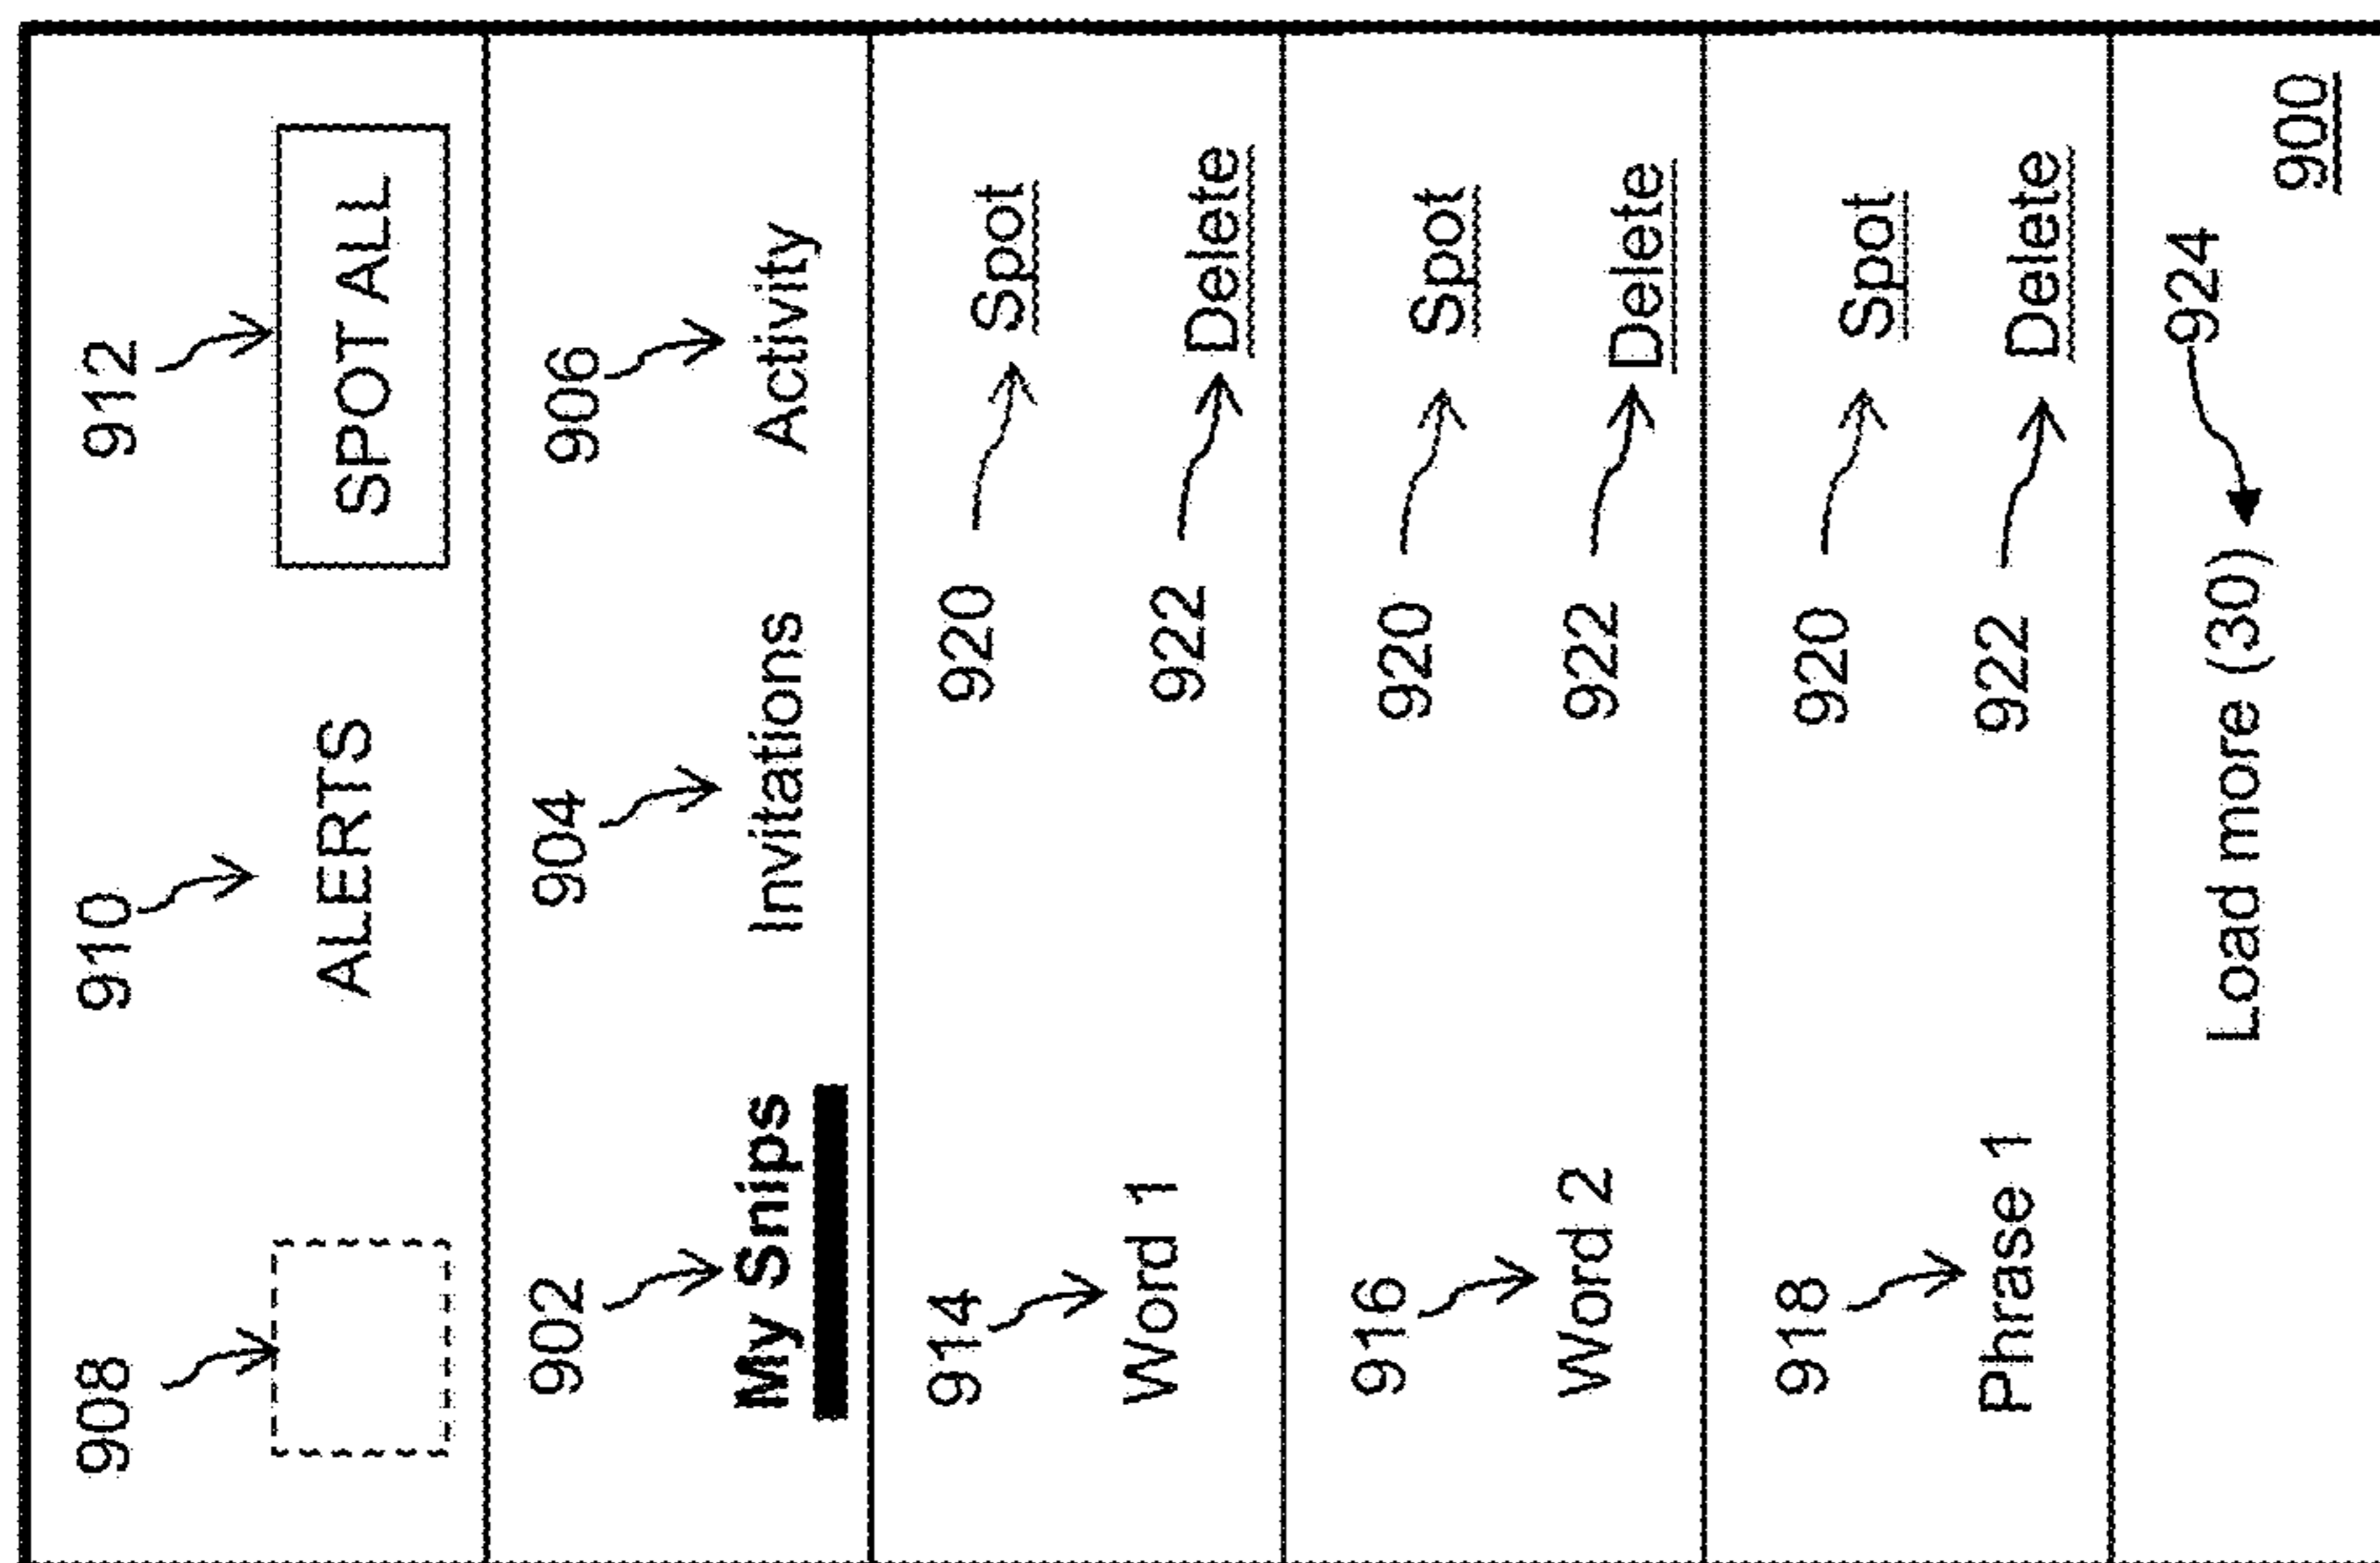 908 910 912
ALERTS SPOT ALL
902 904 906
My Snips Invitations Activity
914 920 Spot
Word 1 922 Delete
916 920 Spot
Word 2 922 Delete
918 920 Spot
Phrase 1 922 Delete
924
Load more (30)
900